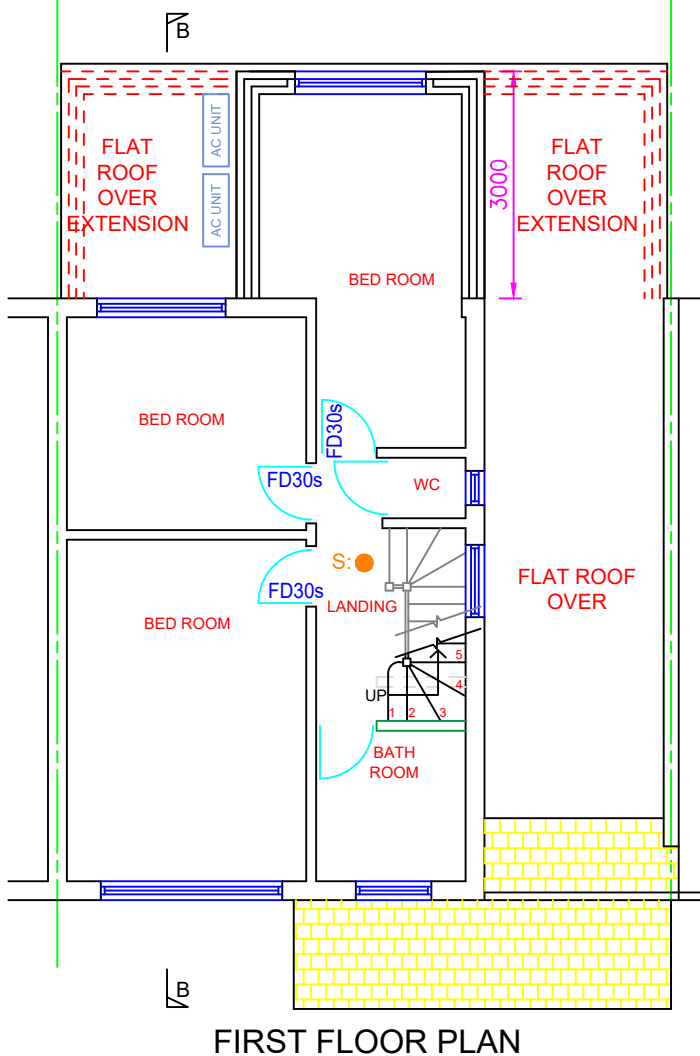 B
FLAT
ROOF
OVER
EXTENSION
AC UNIT
AC UNIT
FLAT
ROOF
OVER
EXTENSION
3000
BED ROOM
BED ROOM
FD30s
FD30s
WC
S:
FD30s
LANDING
FLAT ROOF
OVER
BED ROOM
5
4
UP
1 2 3
BATH
ROOM
B
FIRST FLOOR PLAN